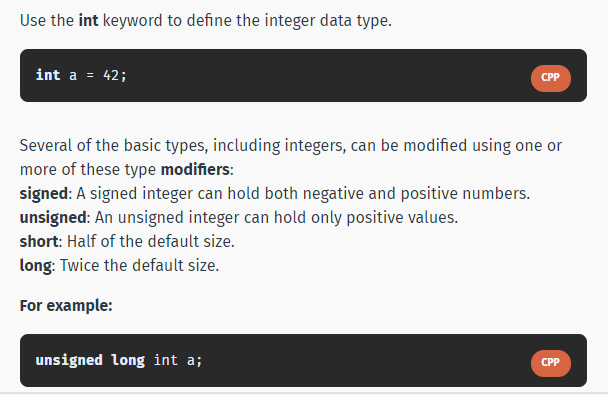 Use the int keyword to define the integer data type.
int a = 42;
CPP
Several of the basic types, including integers, can be modified using one or
more of these type modifiers:
signed: A signed integer can hold both negative and positive numbers.
unsigned: An unsigned integer can hold only positive values.
short: Half of the default size.
long: Twice the default size.
For example:
unsigned long int a;
CPP